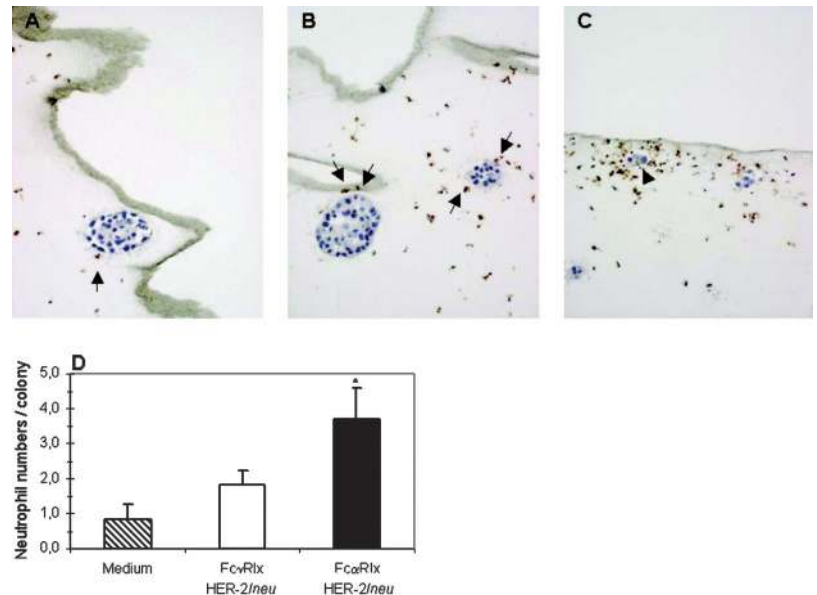 A
B
C
D
Neutrophil numbers / colony
5,0
4,0
3,0
2,0
1,0
0,0
*
Medium
FcγRIx
HER-2/neu
FcαRIx
HER-2/neu